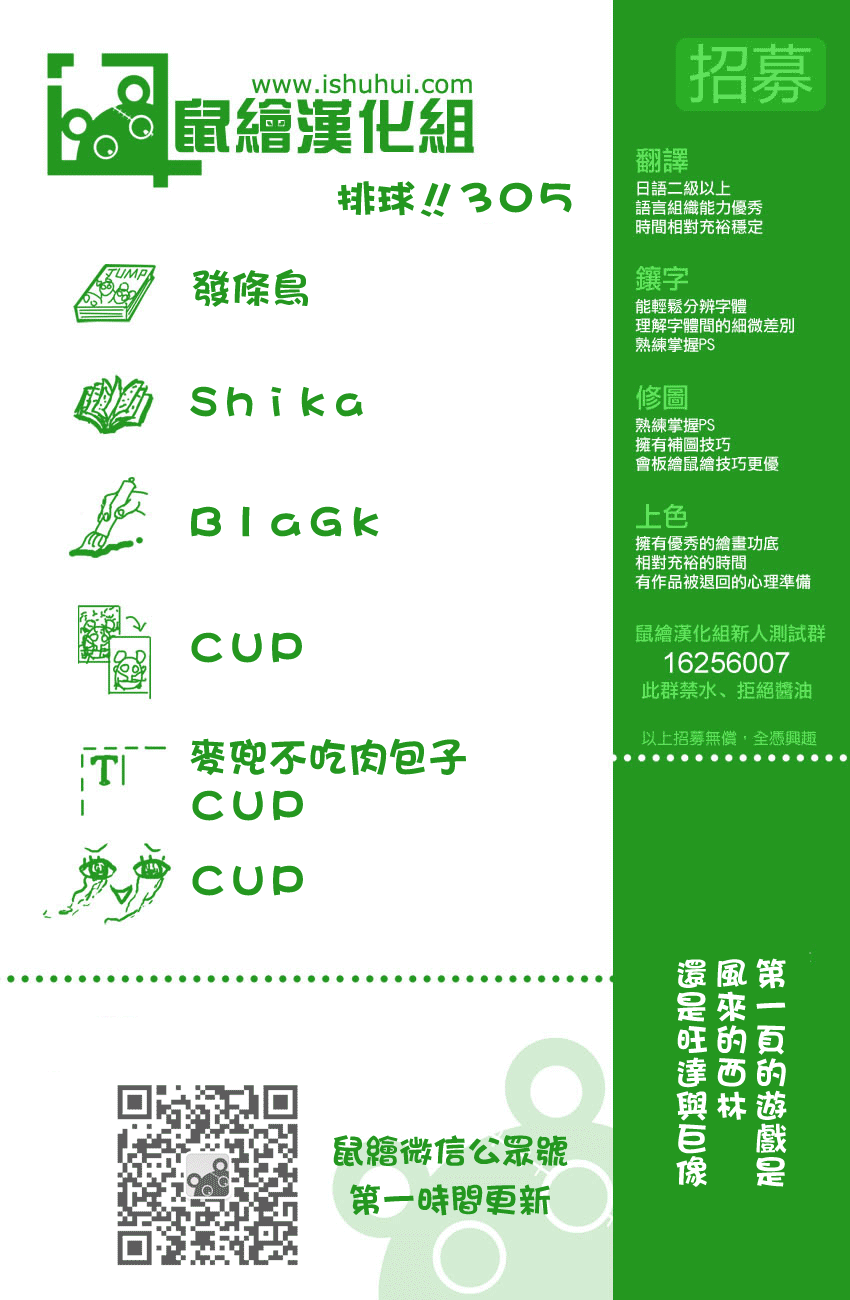 www.ishuhui.com
鼠繪漢化組
排球!!305
JUMP
發條鳥
Shika
BlaGk
CUP
T
麥兜不吃肉包子
CUP
CUP
鼠繪微信公眾號
第一時間更新
招募
翻譯
日語二級以上
語言組織能力優秀
時間相對充裕穩定
鑲字
能輕鬆分辨字體
理解字體間的細微差別
熟練掌握PS
修圖
熟練掌握PS
擁有補圖技巧
會板繪鼠繪技巧更優
上色
擁有優秀的繪畫功底
相對充裕的時間
有作品被退回的心理準備
鼠繪漢化組新人測試群
16256007
此群禁水、拒絕醬油
以上招募無償，全憑興趣
第一頁的遊戲是
風來的西林
還是旺達與巨像